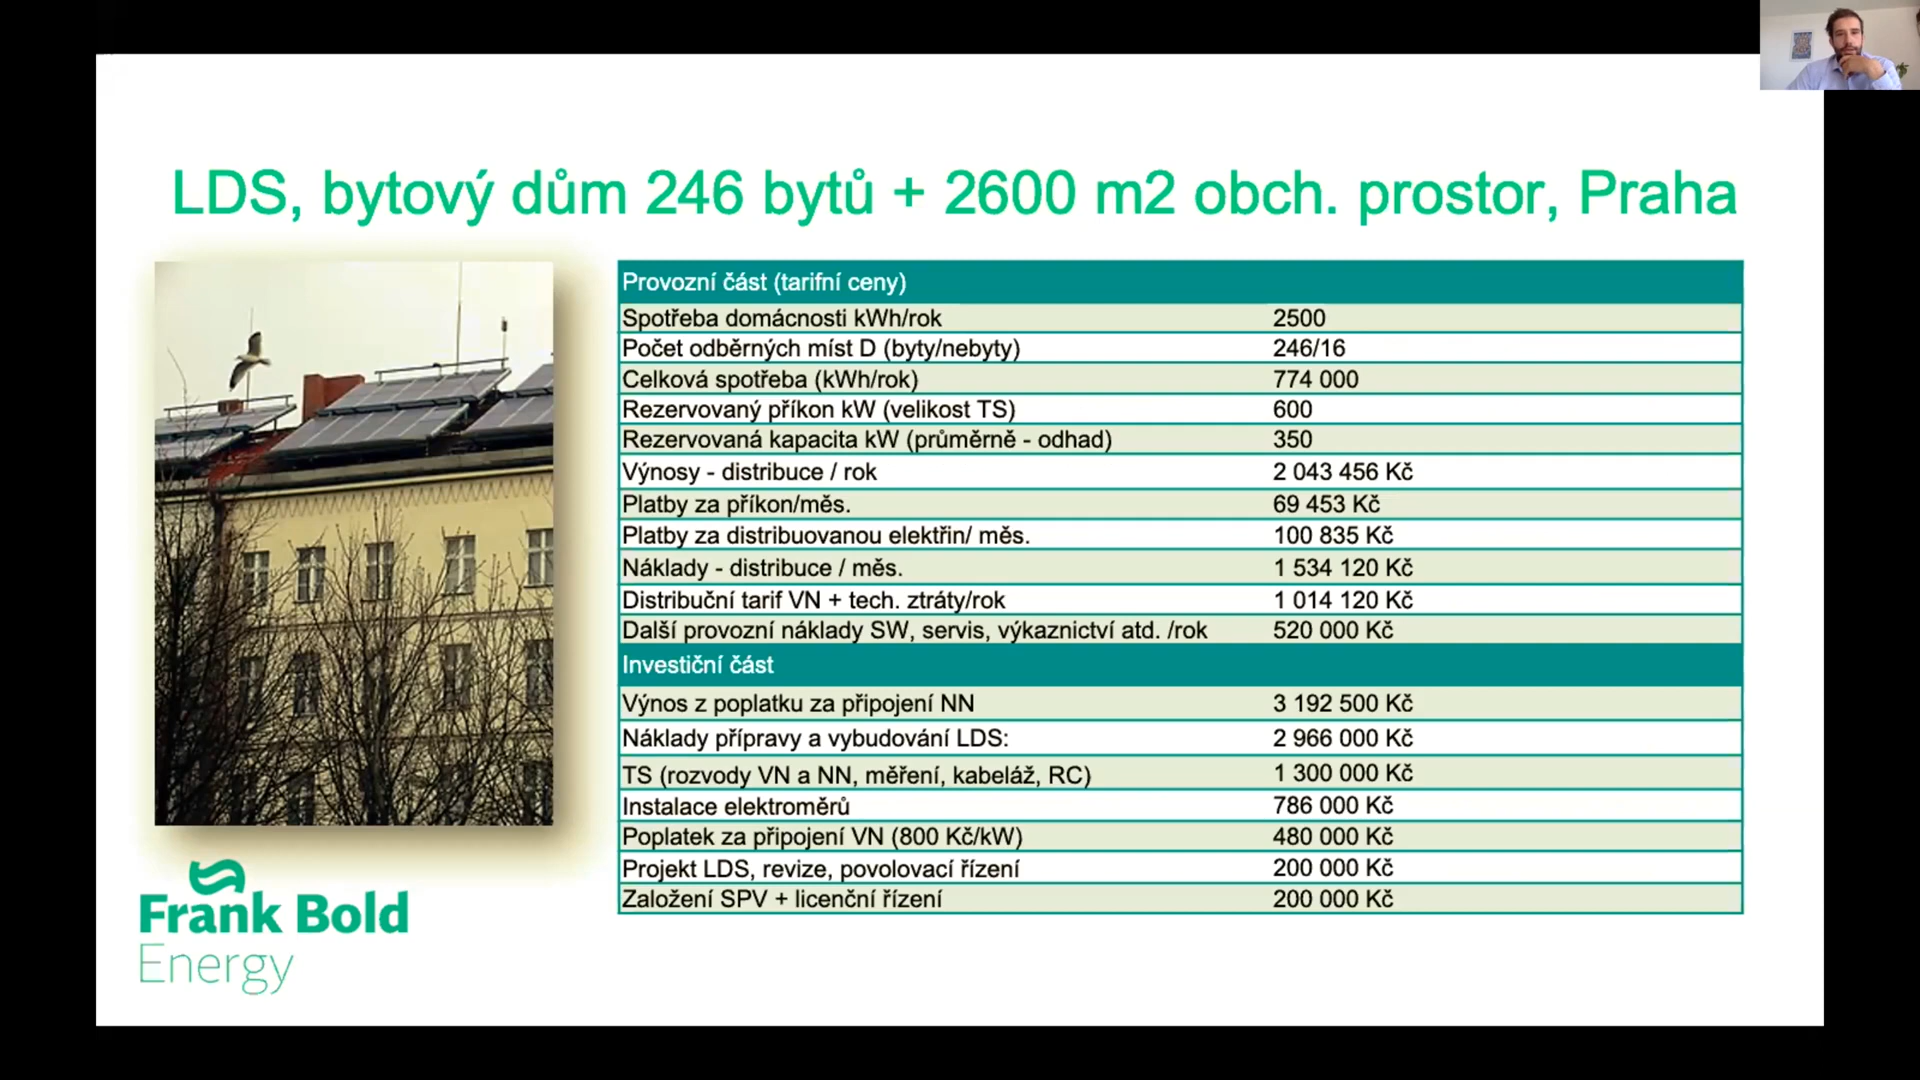 LDS, bytový dům 246 bytů + 2600 m2 obch. prostor, Praha
Provozní část (tarifní ceny)
Spotřeba domácnosti kWh/rok 2500
Počet odběrných míst D (byty/nebyty) 246/16
Celková spotřeba (kWh/rok) 774 000
Rezervovaný příkon kW (velikost TS) 600
Rezervovaná kapacita kW (průměrně - odhad) 350
Výnosy - distribuce / rok 2 043 456 Kč
Platby za příkon/měs. 69 453 Kč
Platby za distribuovanou elektřin/ měs. 100 835 Kč
Náklady - distribuce / měs. 1 534 120 Kč
Distribuční tarif VN + tech. ztráty/rok 1 014 120 Kč
Další provozní náklady SW, servis, výkaznictví atd. /rok 520 000 Kč
Investiční část
Výnos z poplatku za připojení NN 3 192 500 Kč
Náklady přípravy a vybudování LDS: 2 966 000 Kč
TS (rozvody VN a NN, měření, kabeláž, RC) 1 300 000 Kč
Instalace elektroměrů 786 000 Kč
Poplatek za připojení VN (800 Kč/kW) 480 000 Kč
Projekt LDS, revize, povolovací řízení 200 000 Kč
Založení SPV + licenční řízení 200 000 Kč
Frank Bold
Energy